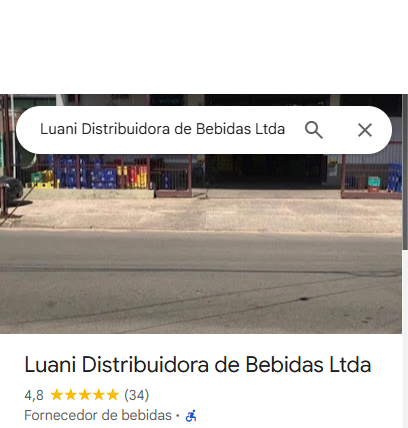 Luani Distribuidora de Bebidas Ltda
Luani Distribuidora de Bebidas Ltda
4,8 (34)
Fornecedor de bebidas ·